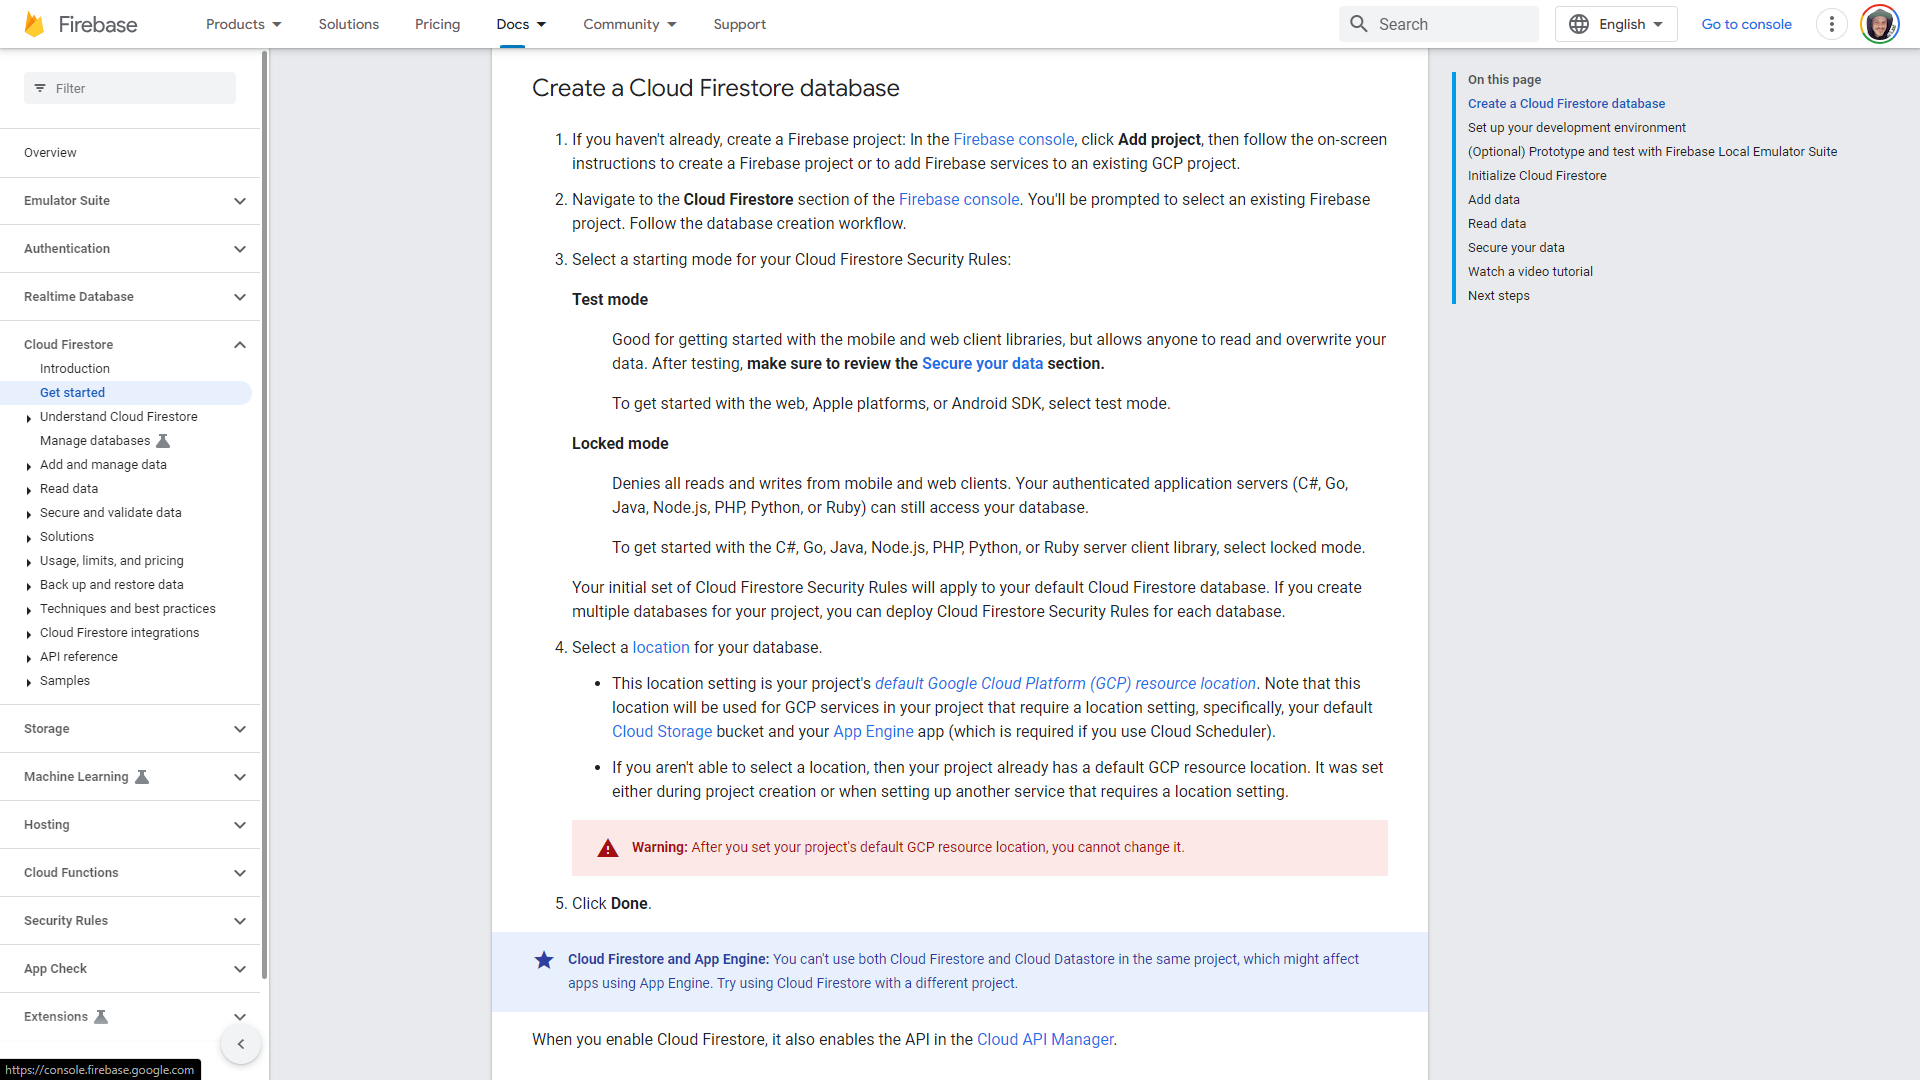 Firebase
Products
Solutions
Pricing
Docs
Community
Support
Search
English
Go to console
Filter
Overview
Emulator Suite
Authentication
Realtime Database
Cloud Firestore
Introduction
Get started
Understand Cloud Firestore
Manage databases
Add and manage data
Read data
Secure and validate data
Solutions
Usage, limits, and pricing
Back up and restore data
Techniques and best practices
Cloud Firestore integrations
API reference
Samples
Storage
Machine Learning
Hosting
Cloud Functions
Security Rules
App Check
Extensions
https://console.firebase.google.com
Create a Cloud Firestore database
1. If you haven't already, create a Firebase project: In the Firebase console, click Add project, then follow the on-screen
instructions to create a Firebase project or to add Firebase services to an existing GCP project.
2. Navigate to the Cloud Firestore section of the Firebase console. You'll be prompted to select an existing Firebase
project. Follow the database creation workflow.
3. Select a starting mode for your Cloud Firestore Security Rules:
Test mode
Good for getting started with the mobile and web client libraries, but allows anyone to read and overwrite your
data. After testing, make sure to review the Secure your data section.
To get started with the web, Apple platforms, or Android SDK, select test mode.
Locked mode
Denies all reads and writes from mobile and web clients. Your authenticated application servers (C#, Go,
Java, Node.js, PHP, Python, or Ruby) can still access your database.
To get started with the C#, Go, Java, Node.js, PHP, Python, or Ruby server client library, select locked mode.
Your initial set of Cloud Firestore Security Rules will apply to your default Cloud Firestore database. If you create
multiple databases for your project, you can deploy Cloud Firestore Security Rules for each database.
4. Select a location for your database.
• This location setting is your project's default Google Cloud Platform (GCP) resource location. Note that this
location will be used for GCP services in your project that require a location setting, specifically, your default
Cloud Storage bucket and your App Engine app (which is required if you use Cloud Scheduler).
• If you aren't able to select a location, then your project already has a default GCP resource location. It was set
either during project creation or when setting up another service that requires a location setting.
Warning: After you set your project's default GCP resource location, you cannot change it.
5. Click Done.
Cloud Firestore and App Engine: You can't use both Cloud Firestore and Cloud Datastore in the same project, which might affect
apps using App Engine. Try using Cloud Firestore with a different project.
When you enable Cloud Firestore, it also enables the API in the Cloud API Manager.
On this page
Create a Cloud Firestore database
Set up your development environment
(Optional) Prototype and test with Firebase Local Emulator Suite
Initialize Cloud Firestore
Add data
Read data
Secure your data
Watch a video tutorial
Next steps